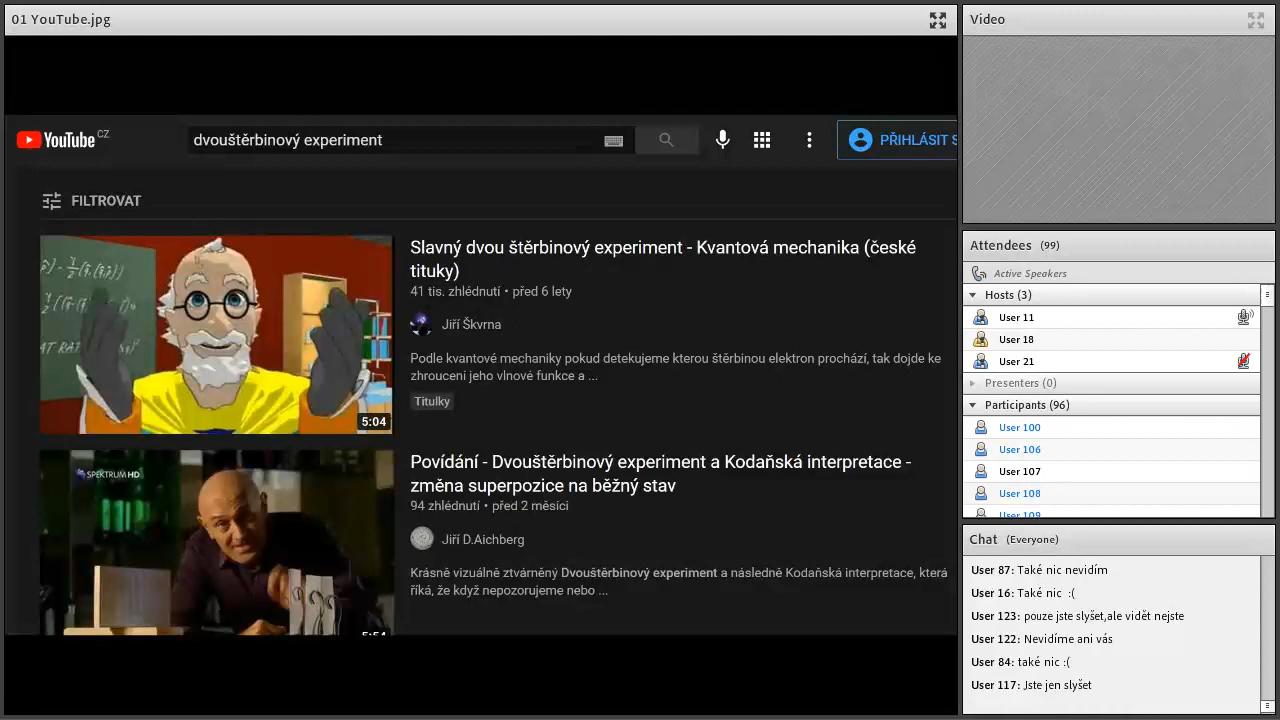 01 YouTube.jpg
YouTube CZ
dvouštěrbinový experiment
PŘIHLÁSIT S
FILTROVAT
5:04
Slavný dvou štěrbinový experiment - Kvantová mechanika (české
tituky)
41 tis. zhlédnutí • před 6 lety
Jiří Škvrna
Podle kvantové mechaniky pokud detekujeme kterou štěrbinou elektron prochází, tak dojde ke
zhroucení jeho vlnové funkce a ...
Titulky
SPEKTRUM HD
5:54
Povídání - Dvouštěrbinový experiment a Kodaňská interpretace -
změna superpozice na běžný stav
94 zhlédnutí • před 2 měsíci
Jiří D.Aichberg
Krásně vizuálně ztvárněný Dvouštěrbinový experiment a následně Kodaňská interpretace, která
říká, že když nepozorujeme nebo ...
Video
Attendees (99)
Active Speakers
Hosts (3)
User 11
User 18
User 21
Presenters (0)
Participants (96)
User 100
User 106
User 107
User 108
User 109
Chat (Everyone)
User 87: Také nic nevidím
User 16: Také nic :(
User 123: pouze jste slyšet,ale vidět nejste
User 122: Nevidíme ani vás
User 84: také nic :(
User 117: Jste jen slyšet